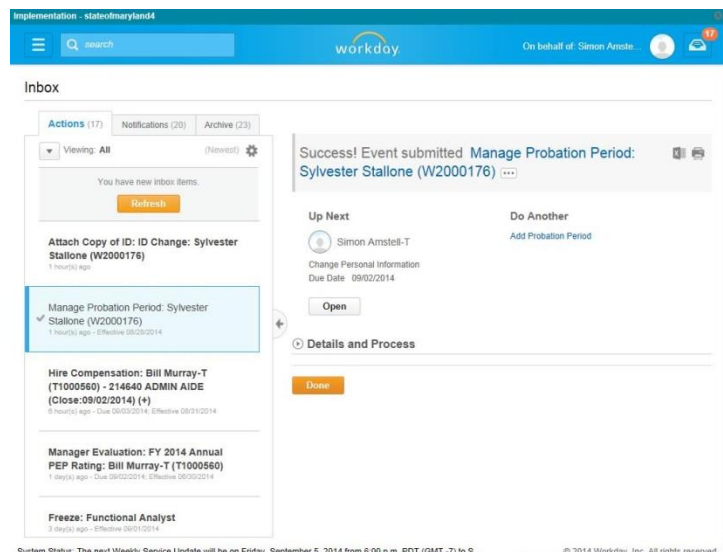 Implementation - stateofmaryland4
search
workday.
On behalf of: Simon Amste...
17
Inbox
Actions (17)
Notifications (20)
Archive (23)
Viewing: All
(Newest)
You have new inbox items.
Refresh
Attach Copy of ID: ID Change: Sylvester
Stallone (W2000176)
1 hour(s) ago
Manage Probation Period: Sylvester
Stallone (W2000176)
1 hour(s) ago - Effective 08/28/2014
Hire Compensation: Bill Murray-T
(T1000560) - 214640 ADMIN AIDE
(Close:09/02/2014) (+)
6 hour(s) ago - Due 09/03/2014; Effective 08/31/2014
Manager Evaluation: FY 2014 Annual
PEP Rating: Bill Murray-T (T1000560)
1 day(s) ago - Due 09/02/2014; Effective 06/30/2014
Freeze: Functional Analyst
3 day(s) ago - Effective 09/01/2014
Success! Event submitted Manage Probation Period:
Sylvester Stallone (W2000176)
Up Next
Simon Amstell-T
Change Personal Information
Due Date 09/02/2014
Open
Do Another
Add Probation Period
Details and Process
Done
System Status: The next Weekly Service Update will be on Friday, September 5, 2014 from 6:00 p.m. PDT (GMT -7) to S
© 2014 Workday, Inc. All rights reserved